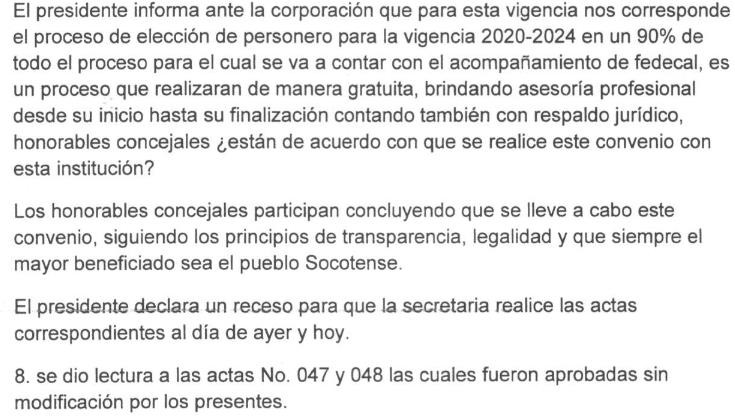 El presidente informa ante la corporación que para esta vigencia nos corresponde
el proceso de elección de personero para la vigencia 2020-2024 en un 90% de
todo el proceso para el cual se va a contar con el acompañamiento de fedecal, es
un proceso que realizaran de manera gratuita, brindando asesoría profesional
desde su inicio hasta su finalización contando también con respaldo jurídico,
honorables concejales ¿están de acuerdo con que se realice este convenio con
esta institución?
Los honorables concejales participan concluyendo que se lleve a cabo este
convenio, siguiendo los principios de transparencia, legalidad y que siempre el
mayor beneficiado sea el pueblo Socotense.
El presidente declara un receso para que la secretaria realice las actas
correspondientes al día de ayer y hoy.
8. se dio lectura a las actas No. 047 y 048 las cuales fueron aprobadas sin
modificación por los presentes.